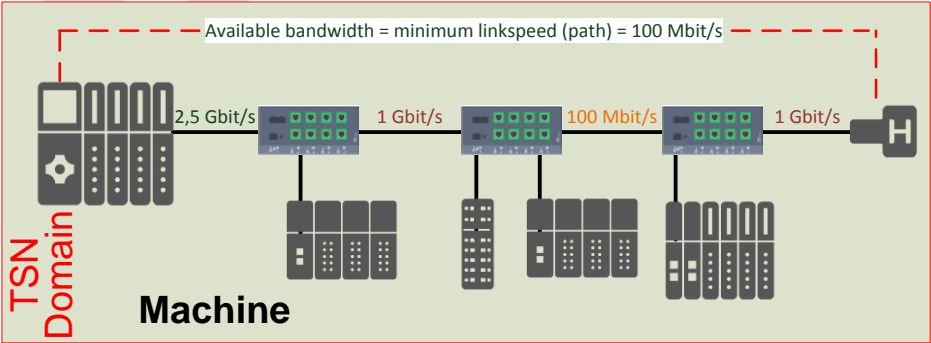 Available bandwidth = minimum linkspeed (path) = 100 Mbit/s
2,5 Gbit/s
1 Gbit/s
100 Mbit/s
1 Gbit/s
H
TSN
Domain
Machine